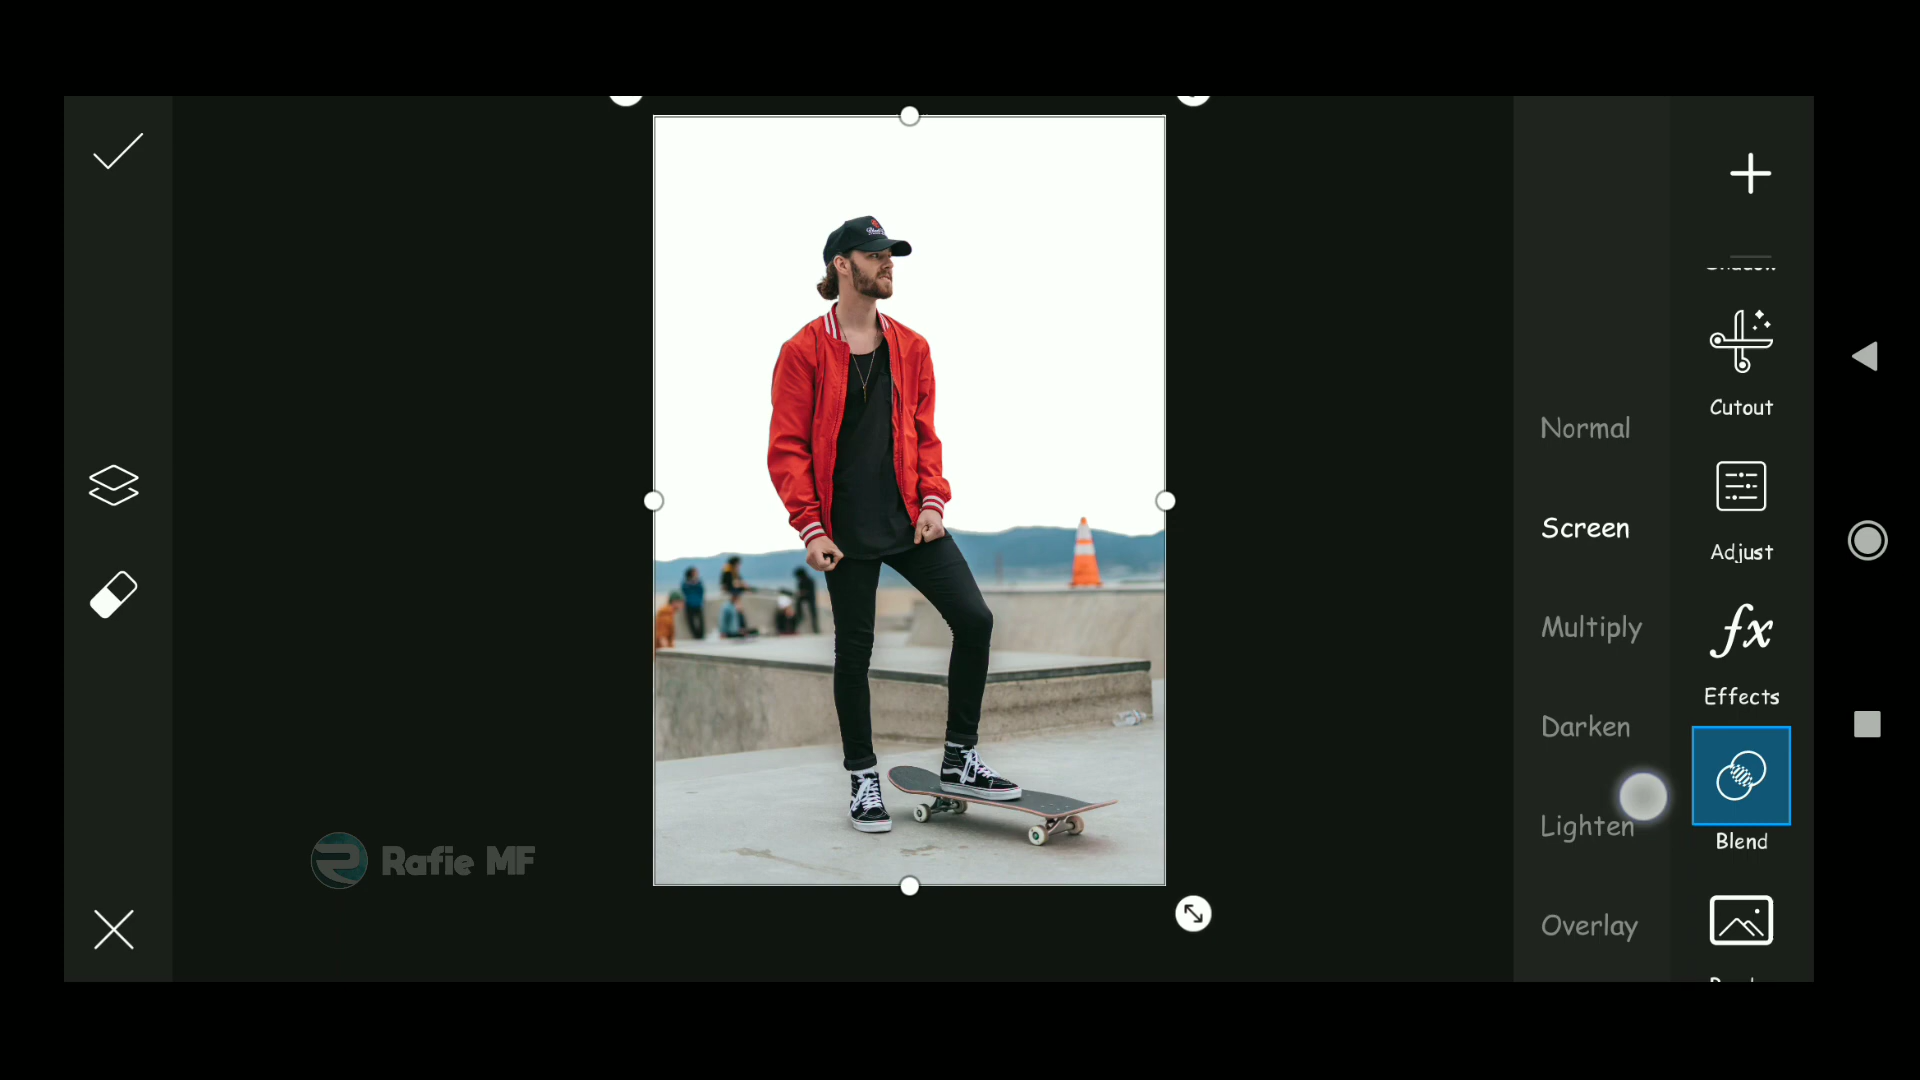 Cutout
Normal
Screen
Adjust
Multiply
Effects
Darken
Lighten
Blend
Rafie MF
Overlay